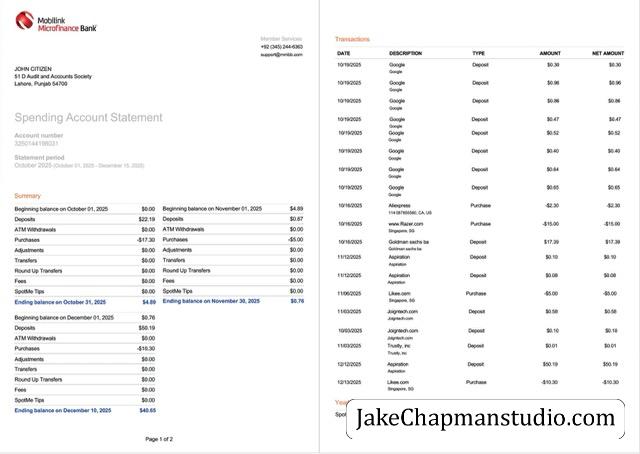 Mobilink
Microfinance Bank
Member Services
+92 (345) 244-6363
support@mmbb.com
JOHN CITIZEN
51 D Audit and Accounts Society
Lahore, Punjab 54700
Spending Account Statement
Account number
3250144198031
Statement period
October 2025 (October 01, 2025 - December 15, 2025)
Summary
Beginning balance on October 01, 2025 $0.00
Deposits $22.19
ATM Withdrawals $0.00
Purchases -$17.30
Adjustments $0.00
Transfers $0.00
Round Up Transfers $0.00
Fees $0.00
SpotMe Tips $0.00
Ending balance on October 31, 2025 $4.89
Beginning balance on November 01, 2025 $4.89
Deposits $0.87
ATM Withdrawals $0.00
Purchases -$5.00
Adjustments $0.00
Transfers $0.00
Round Up Transfers $0.00
Fees $0.00
SpotMe Tips $0.00
Ending balance on November 30, 2025 $0.76
Beginning balance on December 01, 2025 $0.76
Deposits $50.19
ATM Withdrawals $0.00
Purchases -$10.30
Adjustments $0.00
Transfers $0.00
Round Up Transfers $0.00
Fees $0.00
SpotMe Tips $0.00
Ending balance on December 10, 2025 $40.65
Page 1 of 2
Transactions
DATE DESCRIPTION TYPE AMOUNT NET AMOUNT
10/19/2025 Google Deposit $0.30 $0.30
Google
10/19/2025 Google Deposit $0.96 $0.96
Google
10/19/2025 Google Deposit $0.86 $0.86
Google
10/19/2025 Google Deposit $0.47 $0.47
Google
10/19/2025 Google Deposit $0.52 $0.52
Google
10/19/2025 Google Deposit $0.40 $0.40
Google
10/19/2025 Google Deposit $0.64 $0.64
Google
10/19/2025 Google Deposit $0.65 $0.65
Google
10/16/2025 Aliexpress Purchase -$2.30 -$2.30
CA, US
10/16/2025 www.Razer.com Purchase -$15.00 -$15.00
Singapore, SG
10/16/2025 Goldman sachs ba Deposit $17.39 $17.39
Goldman sachs ba
11/12/2025 Aspiration Deposit $0.10 $0.10
Aspiration
11/12/2025 Aspiration Deposit $0.08 $0.08
Aspiration
11/06/2025 Likee.com Purchase -$5.00 -$5.00
Singapore, SG
11/03/2025 Joigntech.com Deposit $0.58 $0.58
Joigntech.com
10/03/2025 Joigntech.com Deposit $0.10 $0.18
Joigntech.com
11/03/2025 Trustly, inc Deposit $0.01 $0.01
Trustly, inc
12/12/2025 Aspiration Deposit $50.19 $50.19
Aspiration
12/13/2025 Likee.com Purchase -$10.30 -$10.30
Singapore, SG
JakeChapmanstudio.com